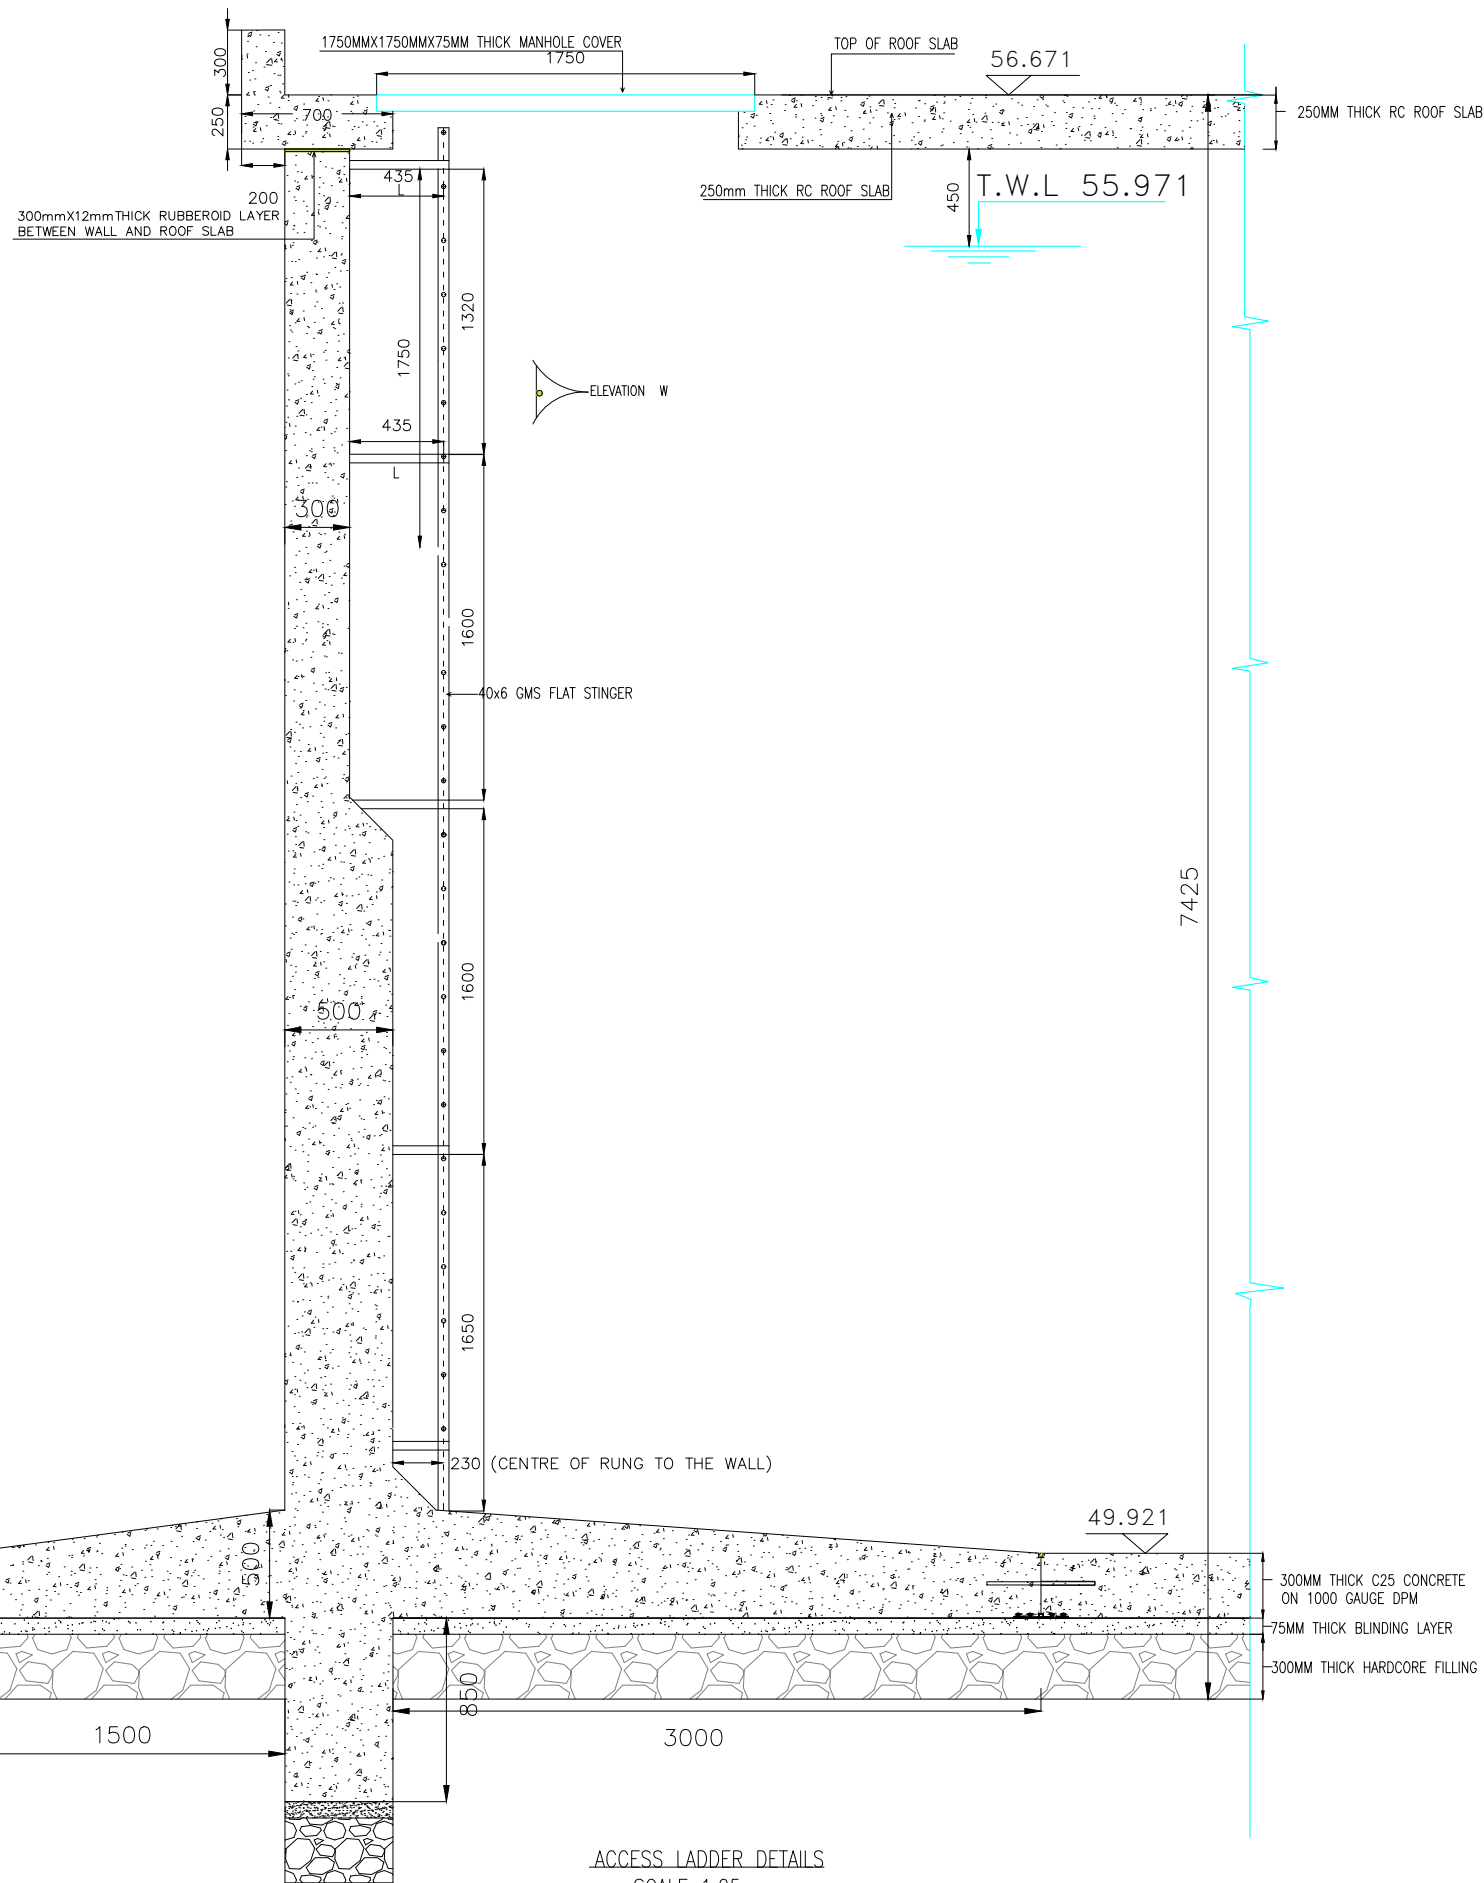 1750MMX1750MMX75MM THICK MANHOLE COVER
1750
TOP OF ROOF SLAB
56.671
300
250
700
250MM THICK RC ROOF SLAB
435
L
250mm THICK RC ROOF SLAB
450
T.W.L 55.971
200
300mmX12mmTHICK RUBBEROID LAYER
BETWEEN WALL AND ROOF SLAB
1320
1750
ELEVATION W
435
L
300
1600
40x6 GMS FLAT STINGER
7425
1600
500
1650
230 (CENTRE OF RUNG TO THE WALL)
49.921
500
300MM THICK C25 CONCRETE
ON 1000 GAUGE DPM
75MM THICK BLINDING LAYER
300MM THICK HARDCORE FILLING
850
1500
3000
ACCESS LADDER DETAILS